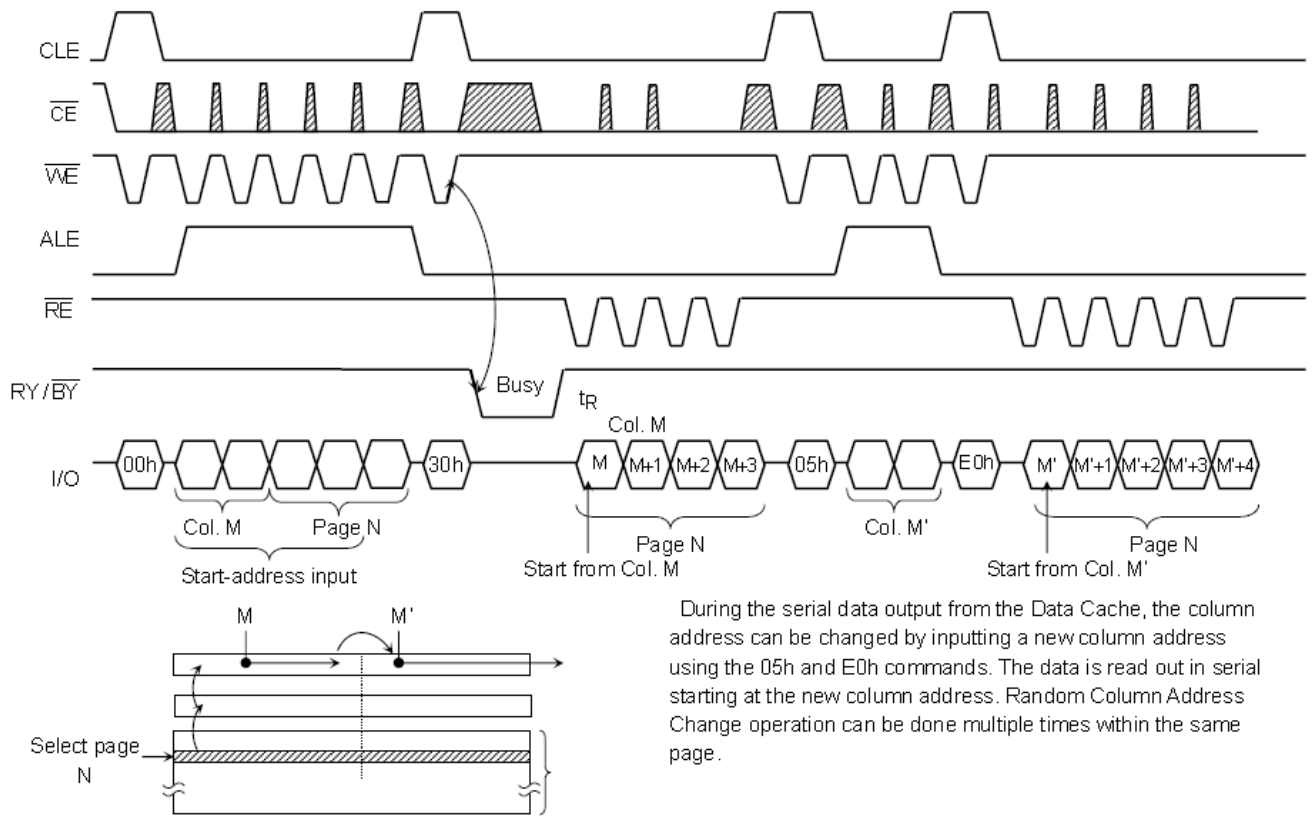 CLE
CE
WE
ALE
RE
RY/BY
Busy
tR
Col. M
I/O
00h
30h
M
M+1
M+2
M+3
05h
E0h
M'
M'+1
M'+2
M'+3
M'+4
Col. M
Page N
Page N
Col. M'
Page N
Start-address input
Start from Col. M
Start from Col. M'
M
M'
Select page
N
During the serial data output from the Data Cache, the column
address can be changed by inputting a new column address
using the 05h and E0h commands. The data is read out in serial
starting at the new column address. Random Column Address
Change operation can be done multiple times within the same
page.